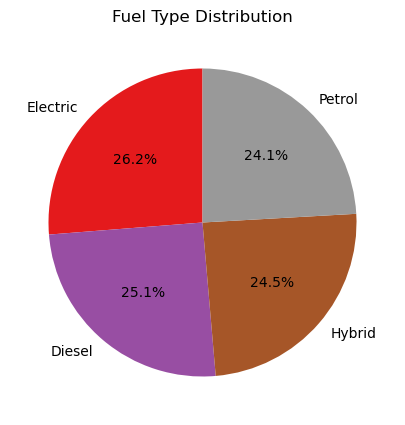 Fuel Type Distribution
Petrol
Electric
24.1%
26.2%
24.5%
25.1%
Hybrid
Diesel